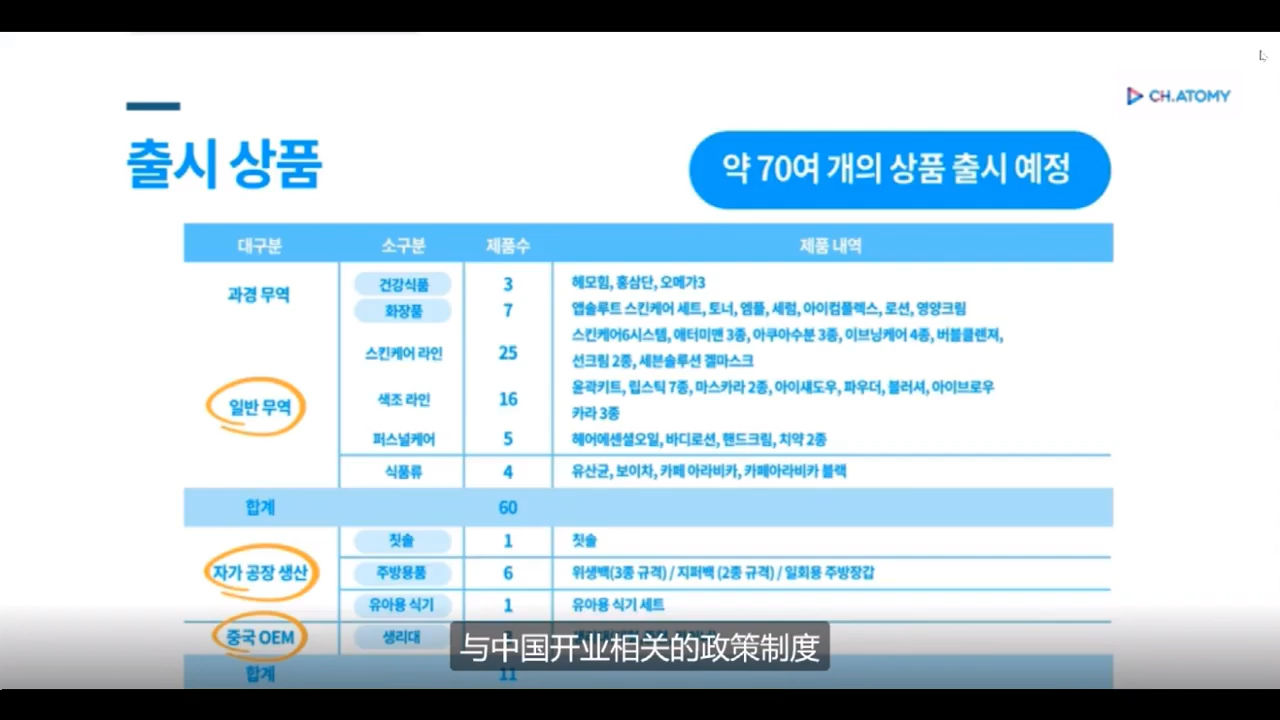 CH.ATOMY
출시 상품
약 70여 개의 상품 출시 예정
대구분 소구분 제품수 제품 내역
과경 무역 건강식품 3 헤모힘, 홍삼단, 오메가3
화장품 7 앱솔루트 스킨케어 세트, 토너, 엠플, 세럼, 아이컴플렉스, 로션, 영양크림
스킨케어 라인 25 스킨케어6시스템, 애터미맨 3종, 아쿠아수분 3종, 이브닝케어 4종, 버블클렌져,
선크림 2종, 세븐솔루션 겔마스크
일반 무역 색조 라인 16 윤곽키트, 립스틱 7종, 마스카라 2종, 아이섀도우, 파우더, 블러셔, 아이브로우
카라 3종
퍼스널케어 5 헤어에센셜오일, 바디로션, 핸드크림, 치약 2종
식품류 4 유산균, 보이차, 카페 아라비카, 카페아라비카 블랙
합계 60
자가 공장 생산 칫솔 1 칫솔
주방용품 6 위생백(3종 규격) / 지퍼백 (2종 규격) / 일회용 주방장갑
유아용 식기 1 유아용 식기 세트
중국 OEM 생리대
与中国开业相关的政策制度
합계 11